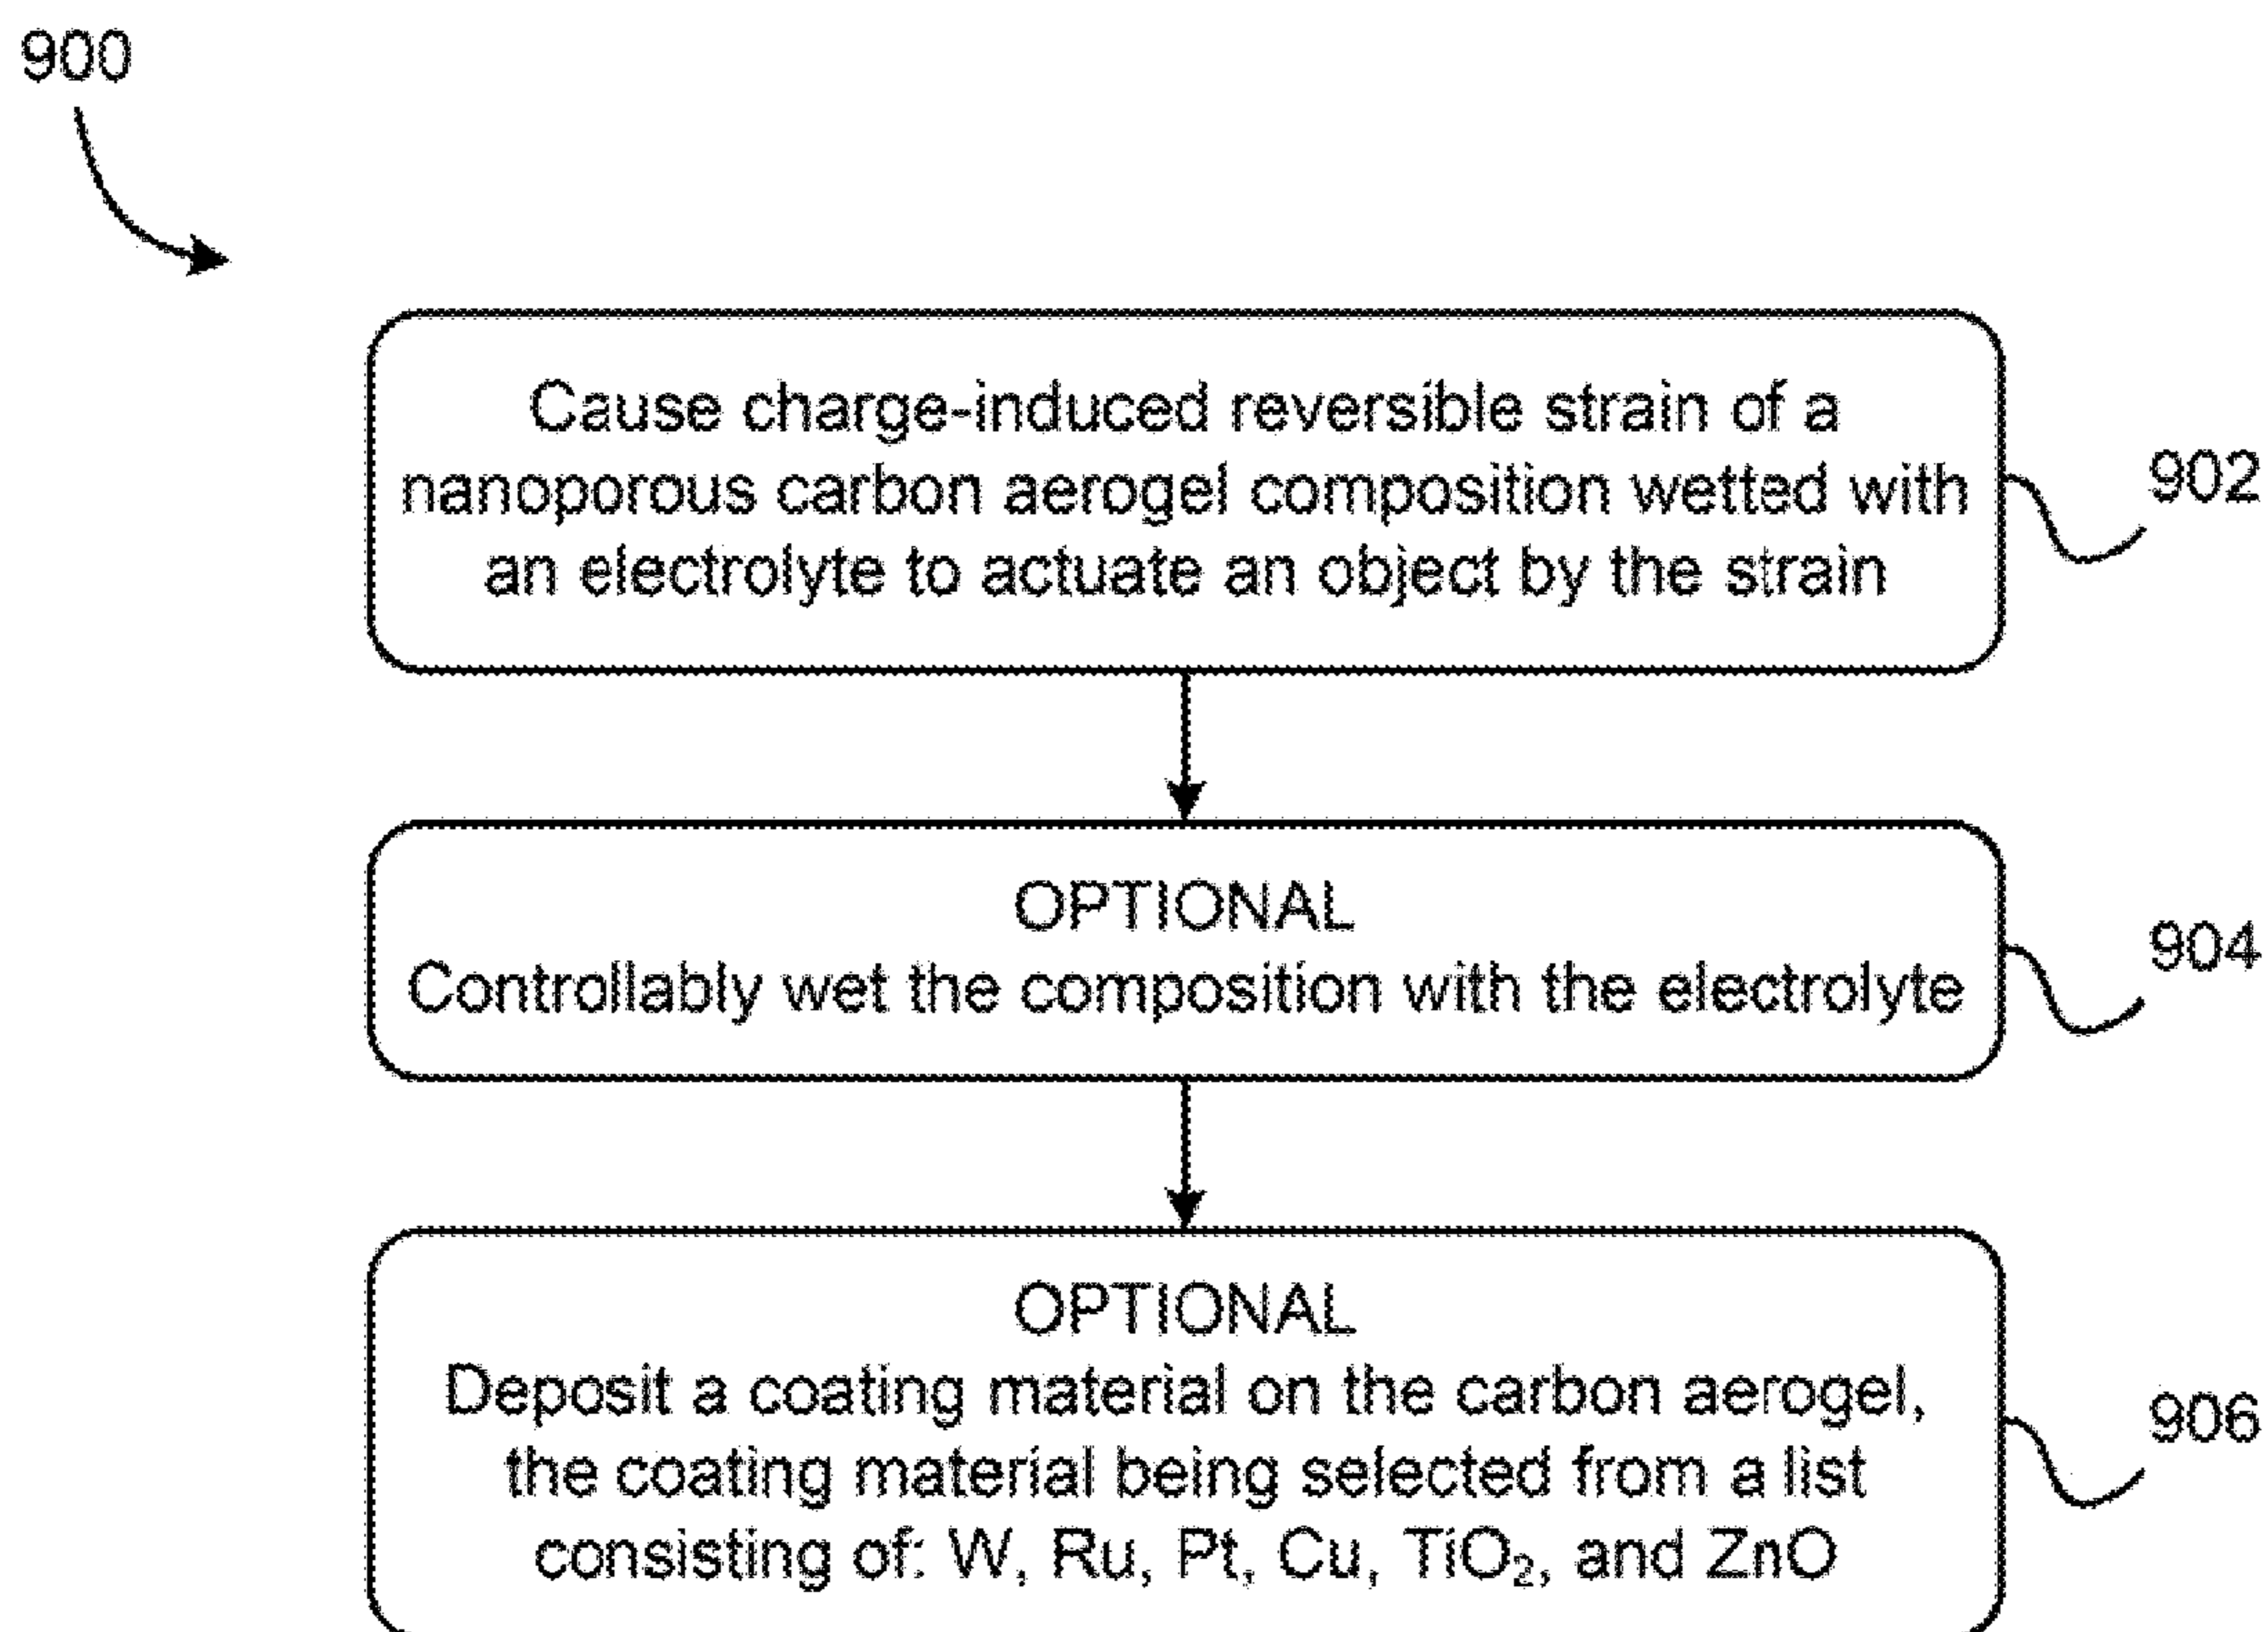 900
Cause charge-induced reversible strain of a
nanoporous carbon aerogel composition wetted with
an electrolyte to actuate an object by the strain
902
OPTIONAL
Controllably wet the composition with the electrolyte
904
OPTIONAL
Deposit a coating material on the carbon aerogel,
the coating material being selected from a list
consisting of: W, Ru, Pt, Cu, TiO₂, and ZnO
906